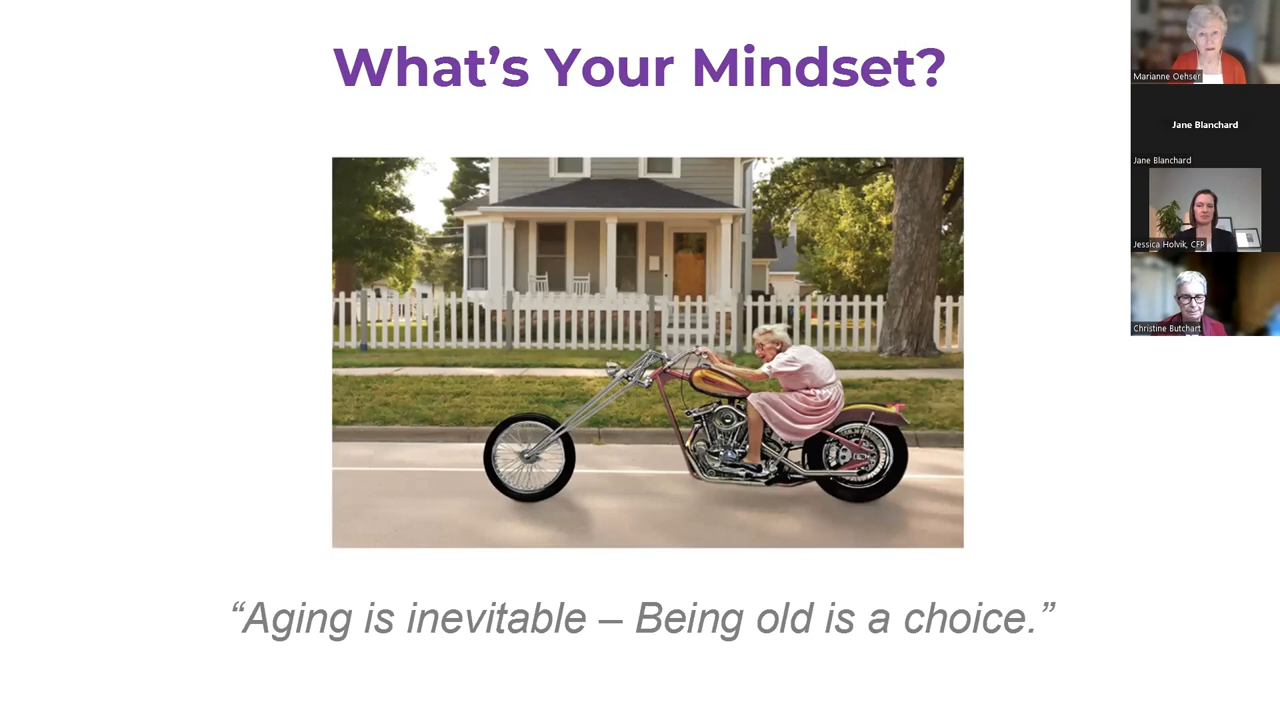 What's Your Mindset?
“Aging is inevitable – Being old is a choice.”
Marianne Oehser
Jane Blanchard
Jane Blanchard
Jessica Holvik, CFP
Christine Butchart